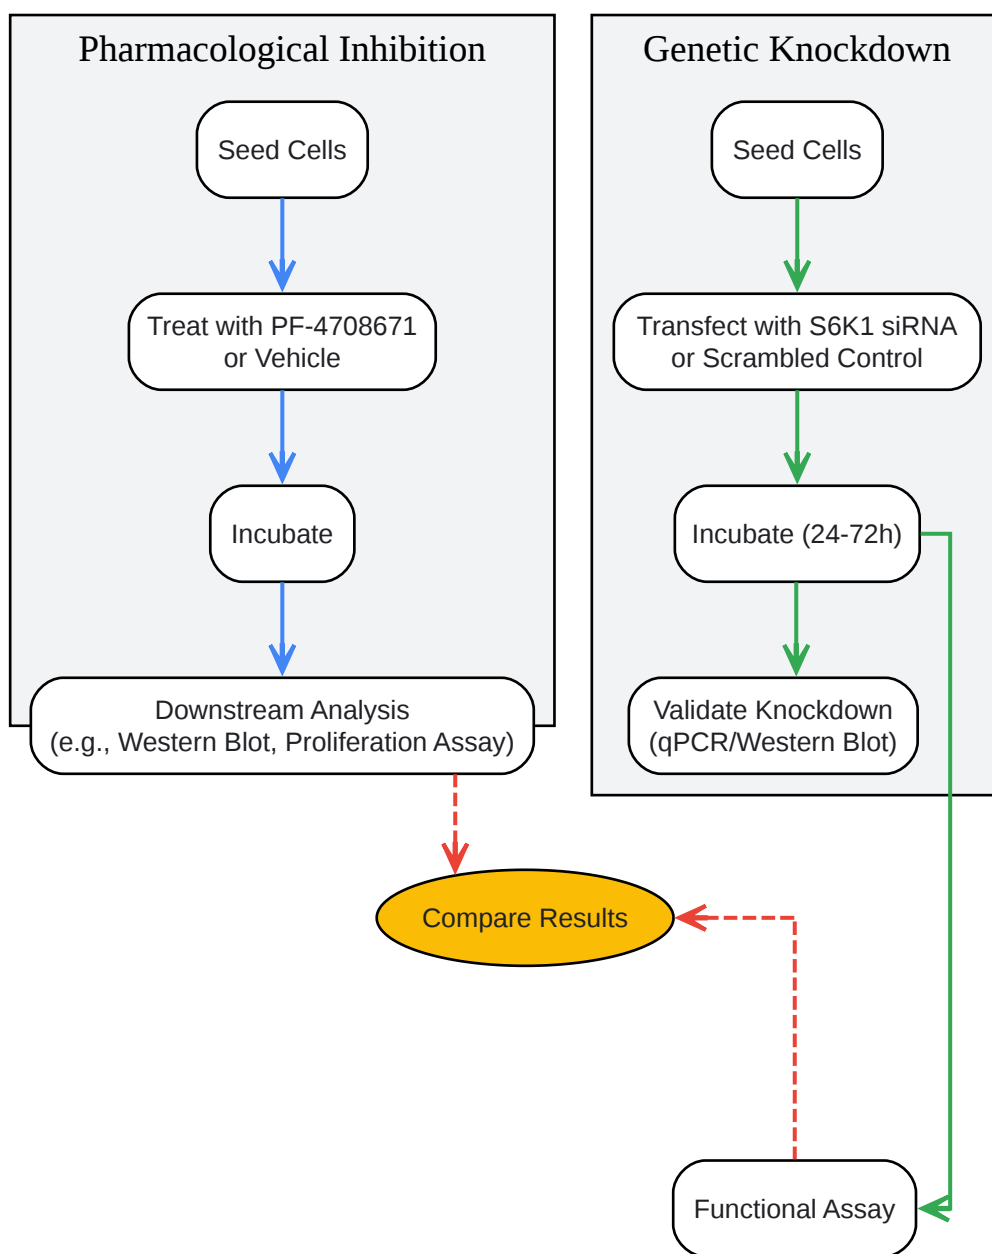 Pharmacological Inhibition
Seed Cells
Treat with PF-4708671
or Vehicle
Incubate
Downstream Analysis
(e.g., Western Blot, Proliferation Assay)
Genetic Knockdown
Seed Cells
Transfect with S6K1 siRNA
or Scrambled Control
Incubate (24-72h)
Validate Knockdown
(qPCR/Western Blot)
Compare Results
Functional Assay